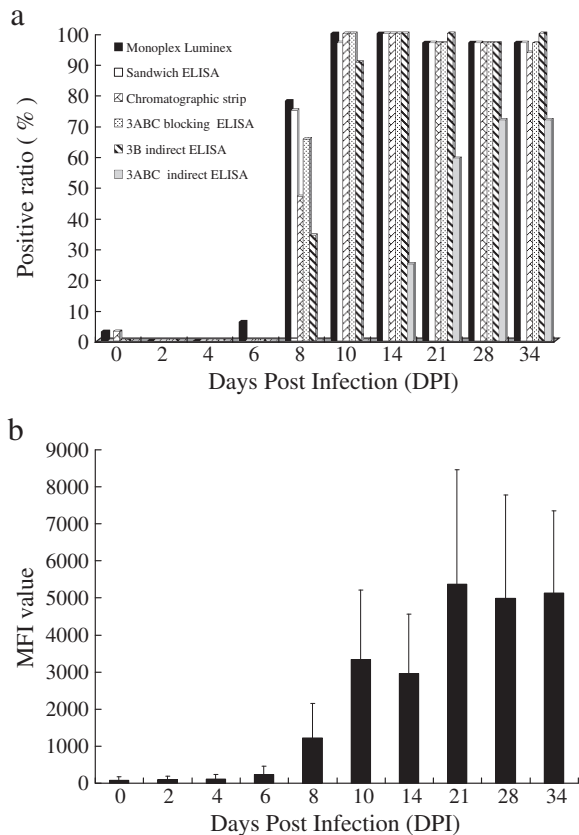 a
100
90
80
70
60
50
40
30
20
10
0
Positive ratio ( % )
Monoplex Luminex
Sandwich ELISA
Chromatographic strip
3ABC blocking ELISA
3B indirect ELISA
3ABC indirect ELISA
0 2 4 6 8 10 14 21 28 34
Days Post Infection (DPI)
b
9000
8000
7000
6000
5000
4000
3000
2000
1000
0
MFI value
0 2 4 6 8 10 14 21 28 34
Days Post Infection (DPI)